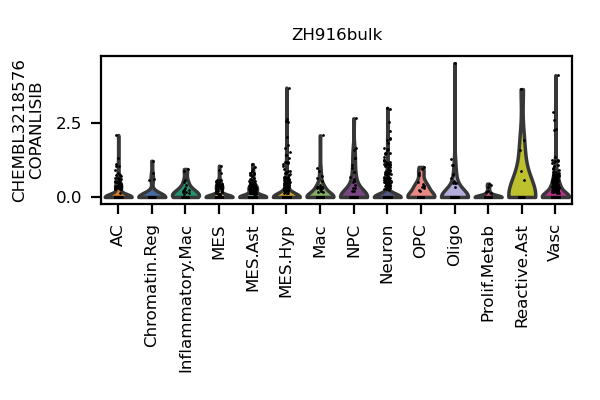 ZH916bulk
CHEMBL3218576
COPANLISIB
2.5
0.0
AC
Chromatin.Reg
Inflammatory.Mac
MES
MES.Ast
MES.Hyp
Mac
NPC
Neuron
OPC
Oligo
Prolif.Metab
Reactive.Ast
Vasc